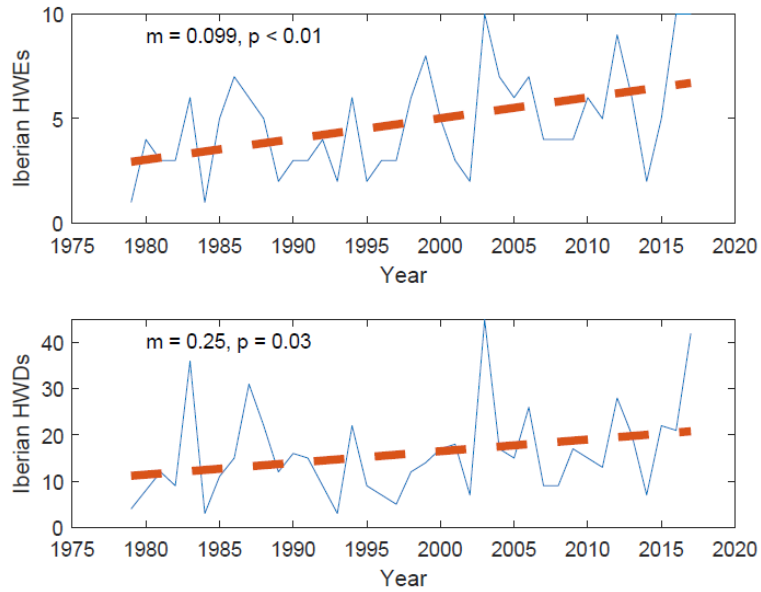 m = 0.099, p < 0.01
Iberian HWEs
10
5
0
1975 1980 1985 1990 1995 2000 2005 2010 2015 2020
Year
m = 0.25, p = 0.03
Iberian HWDs
40
30
20
10
0
1975 1980 1985 1990 1995 2000 2005 2010 2015 2020
Year